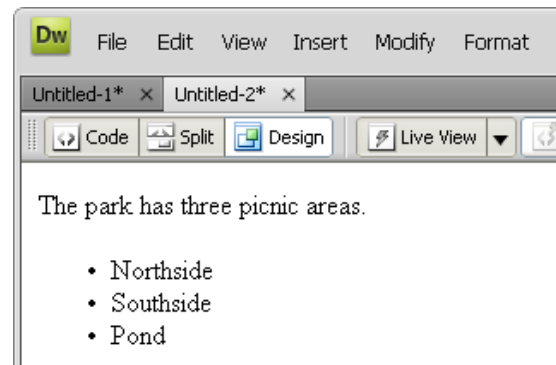 Dw File Edit View Insert Modify Format
Untitled-1* × Untitled-2* ×
Code Split Design Live View
The park has three picnic areas.
• Northside
• Southside
• Pond